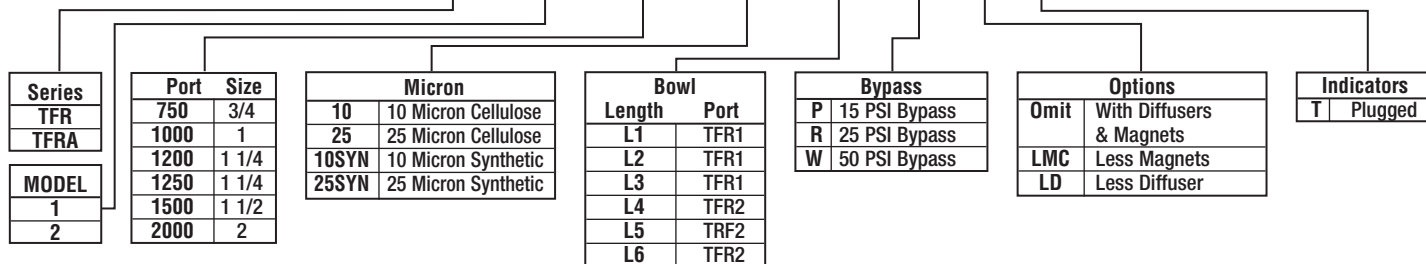 Series
TFR
TFRA
MODEL
1
2
Port Size
750 3/4
1000 1
1200 1 1/4
1250 1 1/4
1500 1 1/2
2000 2
Micron
10 10 Micron Cellulose
25 25 Micron Cellulose
10SYN 10 Micron Synthetic
25SYN 25 Micron Synthetic
Bowl
Length Port
L1 TFR1
L2 TFR1
L3 TFR1
L4 TFR2
L5 TRF2
L6 TFR2
Bypass
P 15 PSI Bypass
R 25 PSI Bypass
W 50 PSI Bypass
Options
Omit With Diffusers
& Magnets
LMC Less Magnets
LD Less Diffuser
Indicators
T Plugged